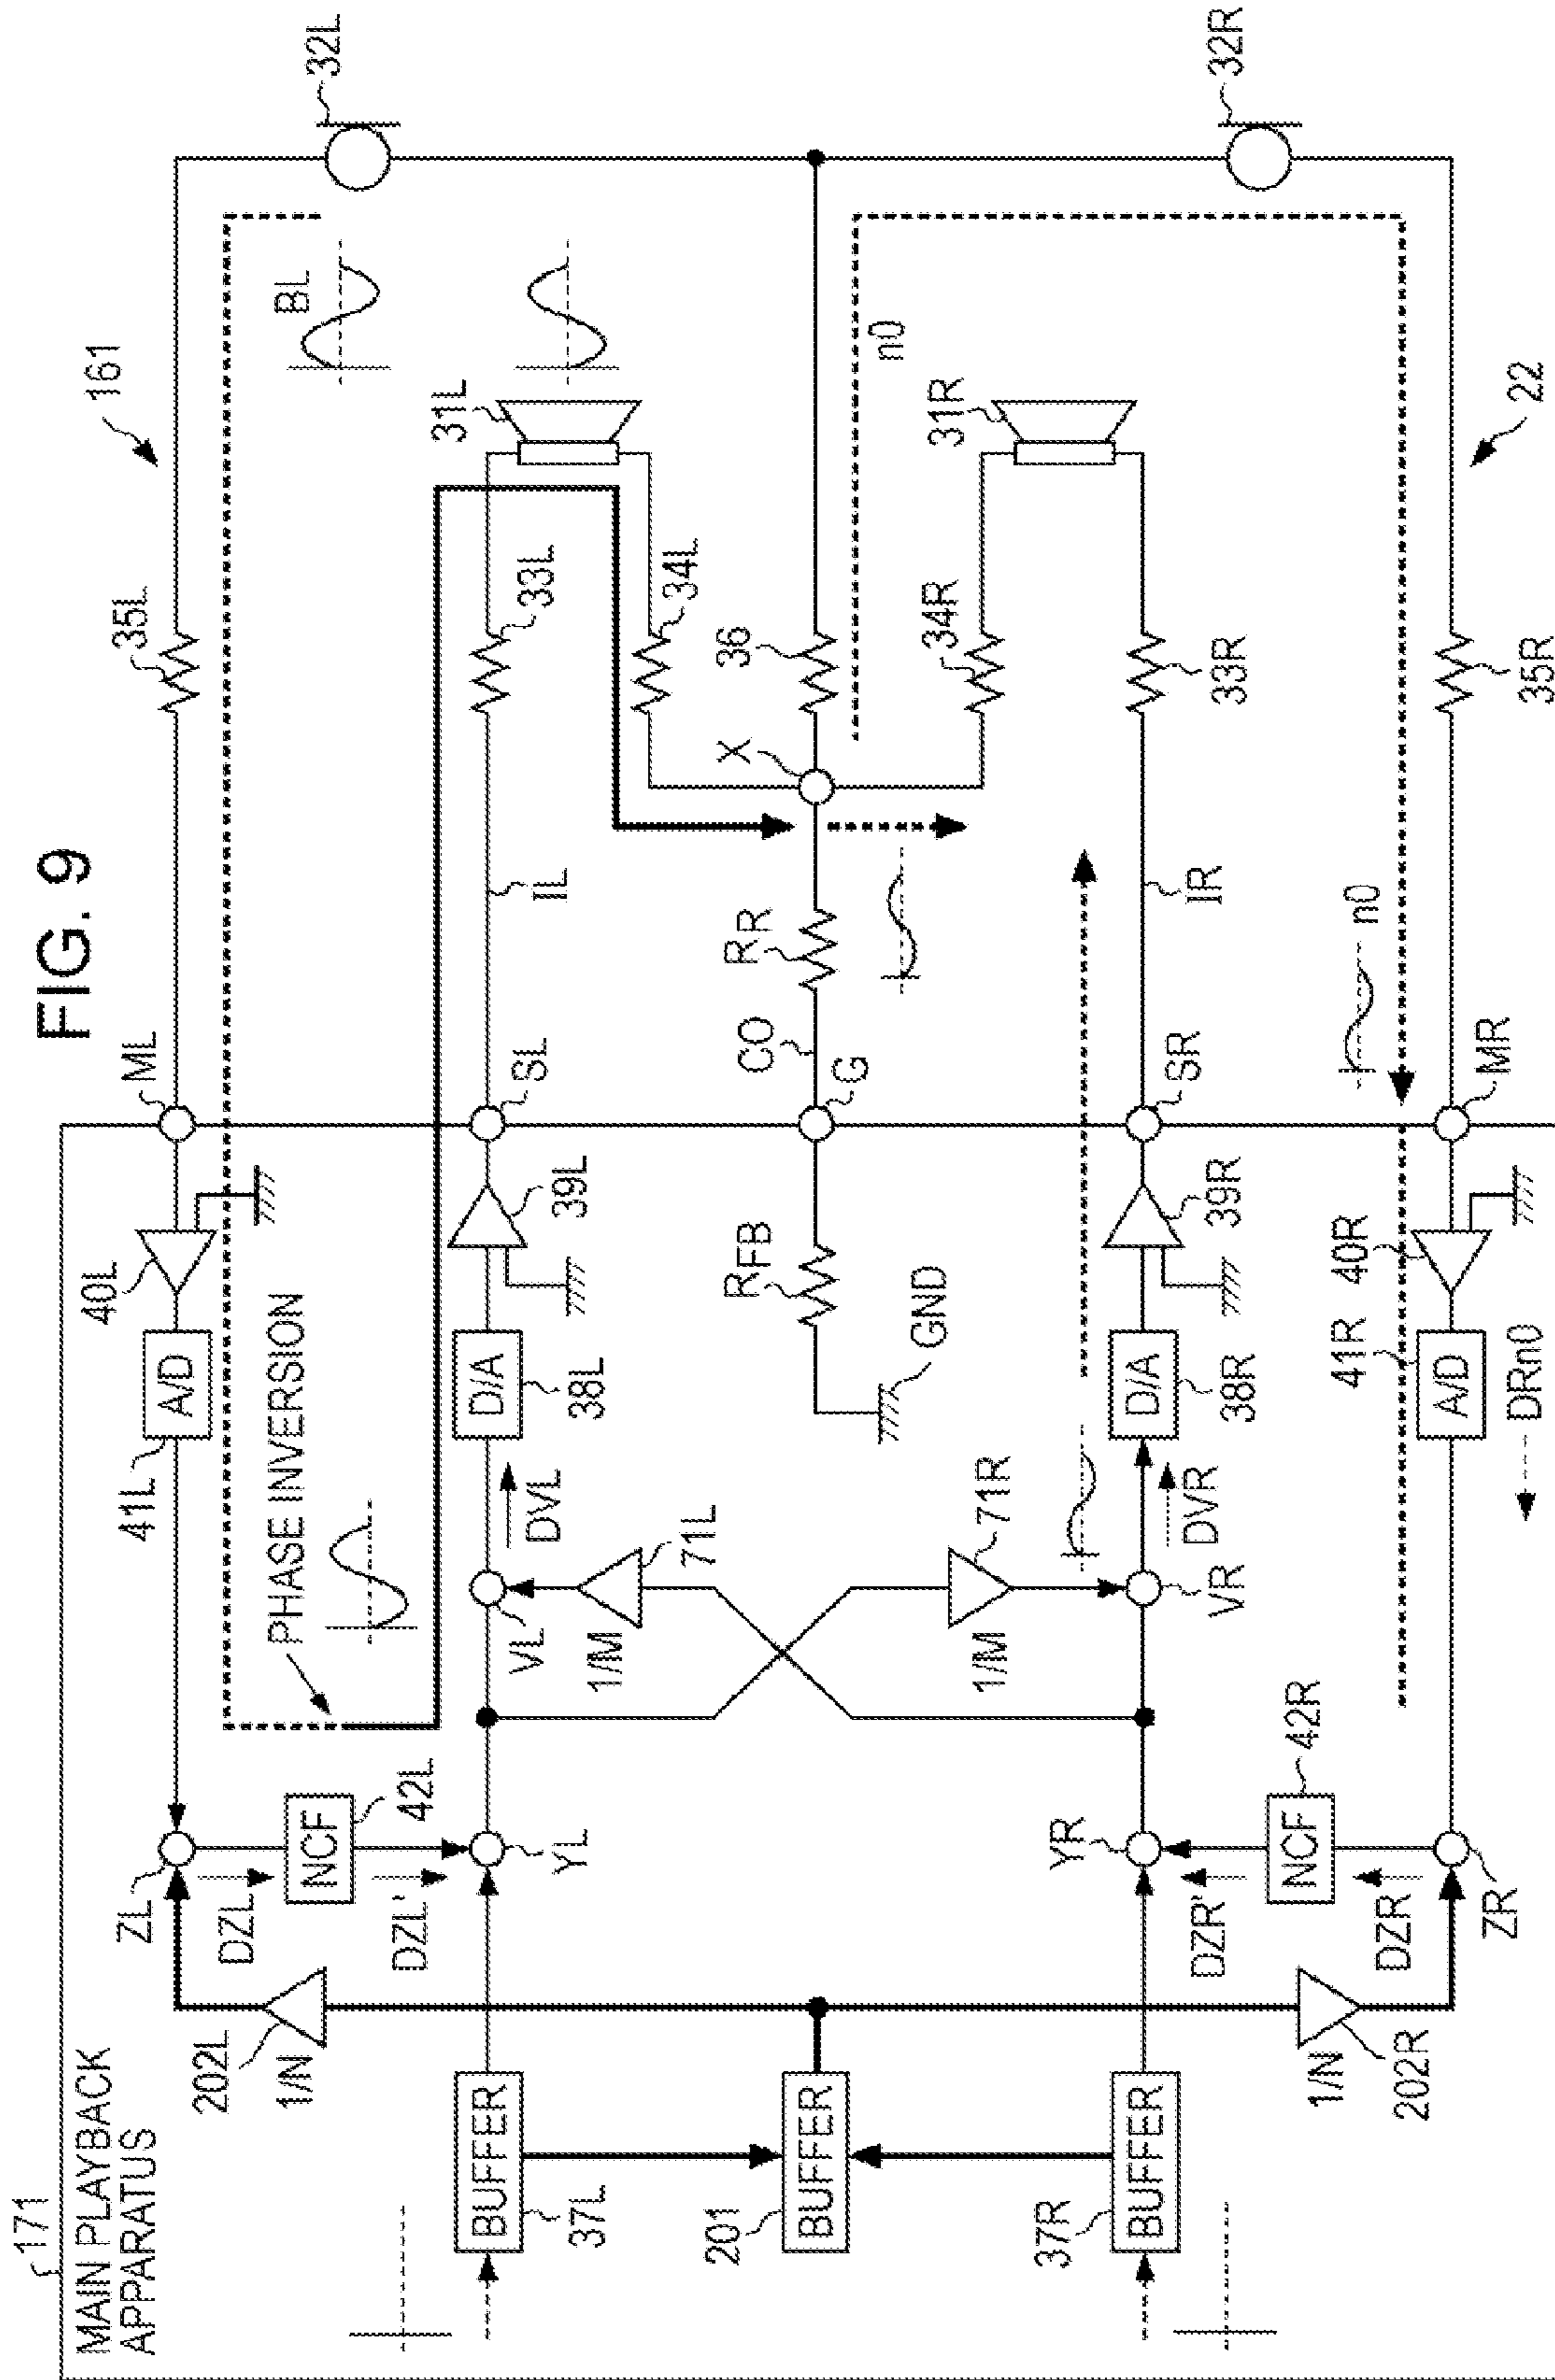 FIG. 9
171
MAIN PLAYBACK
APPARATUS
161
22
202L
1/N
ZL
DZL
NCF
42L
DZL'
YL
41L
A/D
40L
ML
35L
32L
PHASE INVERSION
BL
BUFFER
37L
VL
DVL
D/A
38L
39L
SL
IL
33L
31L
34L
1/M
71L
BUFFER
201
GND
RFB
G
CO
RR
X
36
n0
1/M
71R
34R
31R
BUFFER
37R
YR
VR
DVR
D/A
38R
39R
SR
IR
33R
DZR'
NCF
42R
DZR
ZR
1/N
202R
41R
A/D
DRn0
40R
MR
n0
35R
32R